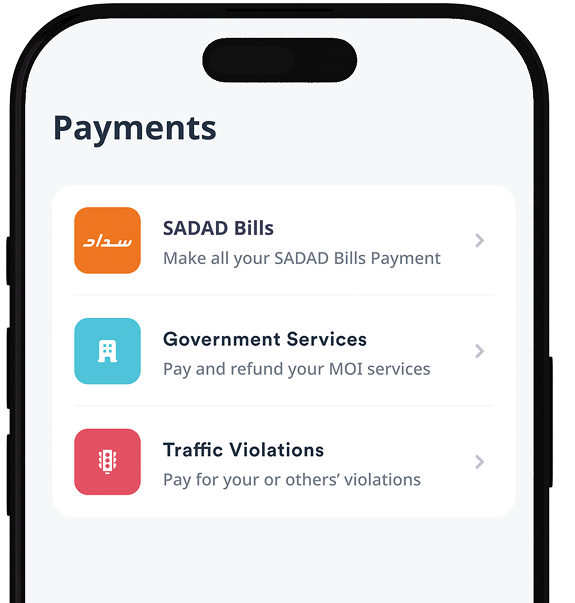 Payments
سداد
SADAD Bills
Make all your SADAD Bills Payment
Government Services
Pay and refund your MOI services
Traffic Violations
Pay for your or others’ violations